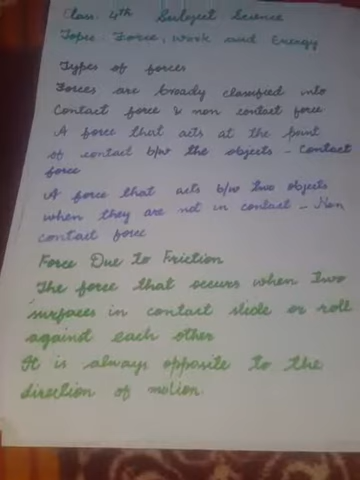 Class: 4th Subject Science
Topic: Force, Work and Energy
Types of forces
Forces are broadly classified into
Contact force & non contact force
A force that acts at the point
of contact b/w the objects - Contact
force
A force that acts b/w two objects
when they are not in contact - Non
contact force
Force Due to Friction
The force that occurs when Two
surfaces in contact slide or roll
against each other
It is always opposite to the
direction of motion.